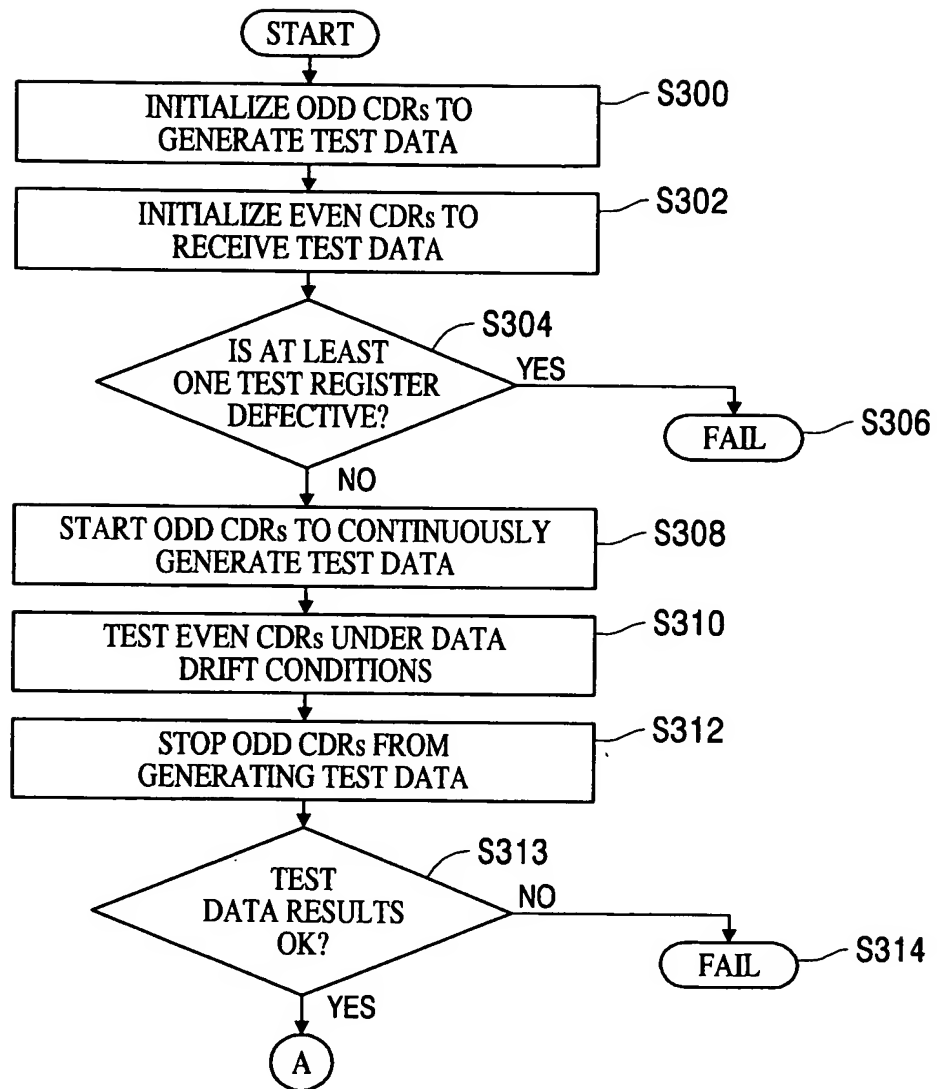 START
INITIALIZE ODD CDRs TO
GENERATE TEST DATA
S300
INITIALIZE EVEN CDRs TO
RECEIVE TEST DATA
S302
IS AT LEAST
ONE TEST REGISTER
DEFECTIVE?
S304
YES
FAIL
S306
NO
START ODD CDRs TO CONTINUOUSLY
GENERATE TEST DATA
S308
TEST EVEN CDRs UNDER DATA
DRIFT CONDITIONS
S310
STOP ODD CDRs FROM
GENERATING TEST DATA
S312
TEST
DATA RESULTS
OK?
S313
NO
FAIL
S314
YES
A